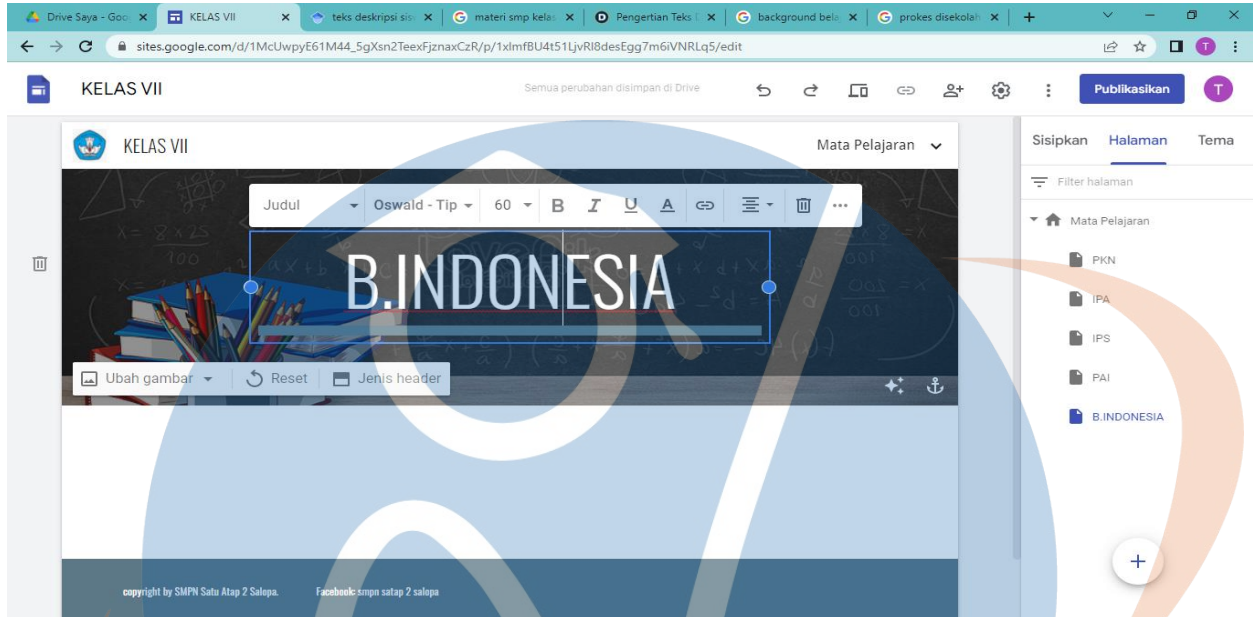 Drive Saya - Goo
KELAS VII
teks deskripsi sis
materi smp kelas
Pengertian Teks
background bela
prokes disekolah
sites.google.com/d/1McUwpyE61M44_5gXsn2TeexFjznaxCzR/p/1xlmfBU4t51LjvRl8desEgg7m6iVNRLq5/edit
T
KELAS VII
Semua perubahan disimpan di Drive
Publikasikan
T
KELAS VII
Mata Pelajaran
Sisipkan Halaman Tema
Filter halaman
Judul Oswald - Tip 60 B I U A
Mata Pelajaran
B.INDONESIA
PKN
IPA
IPS
PAI
B.INDONESIA
Ubah gambar Reset Jenis header
copyright by SMPN Satu Atap 2 Salopa. Facebook: smpn satap 2 salopa